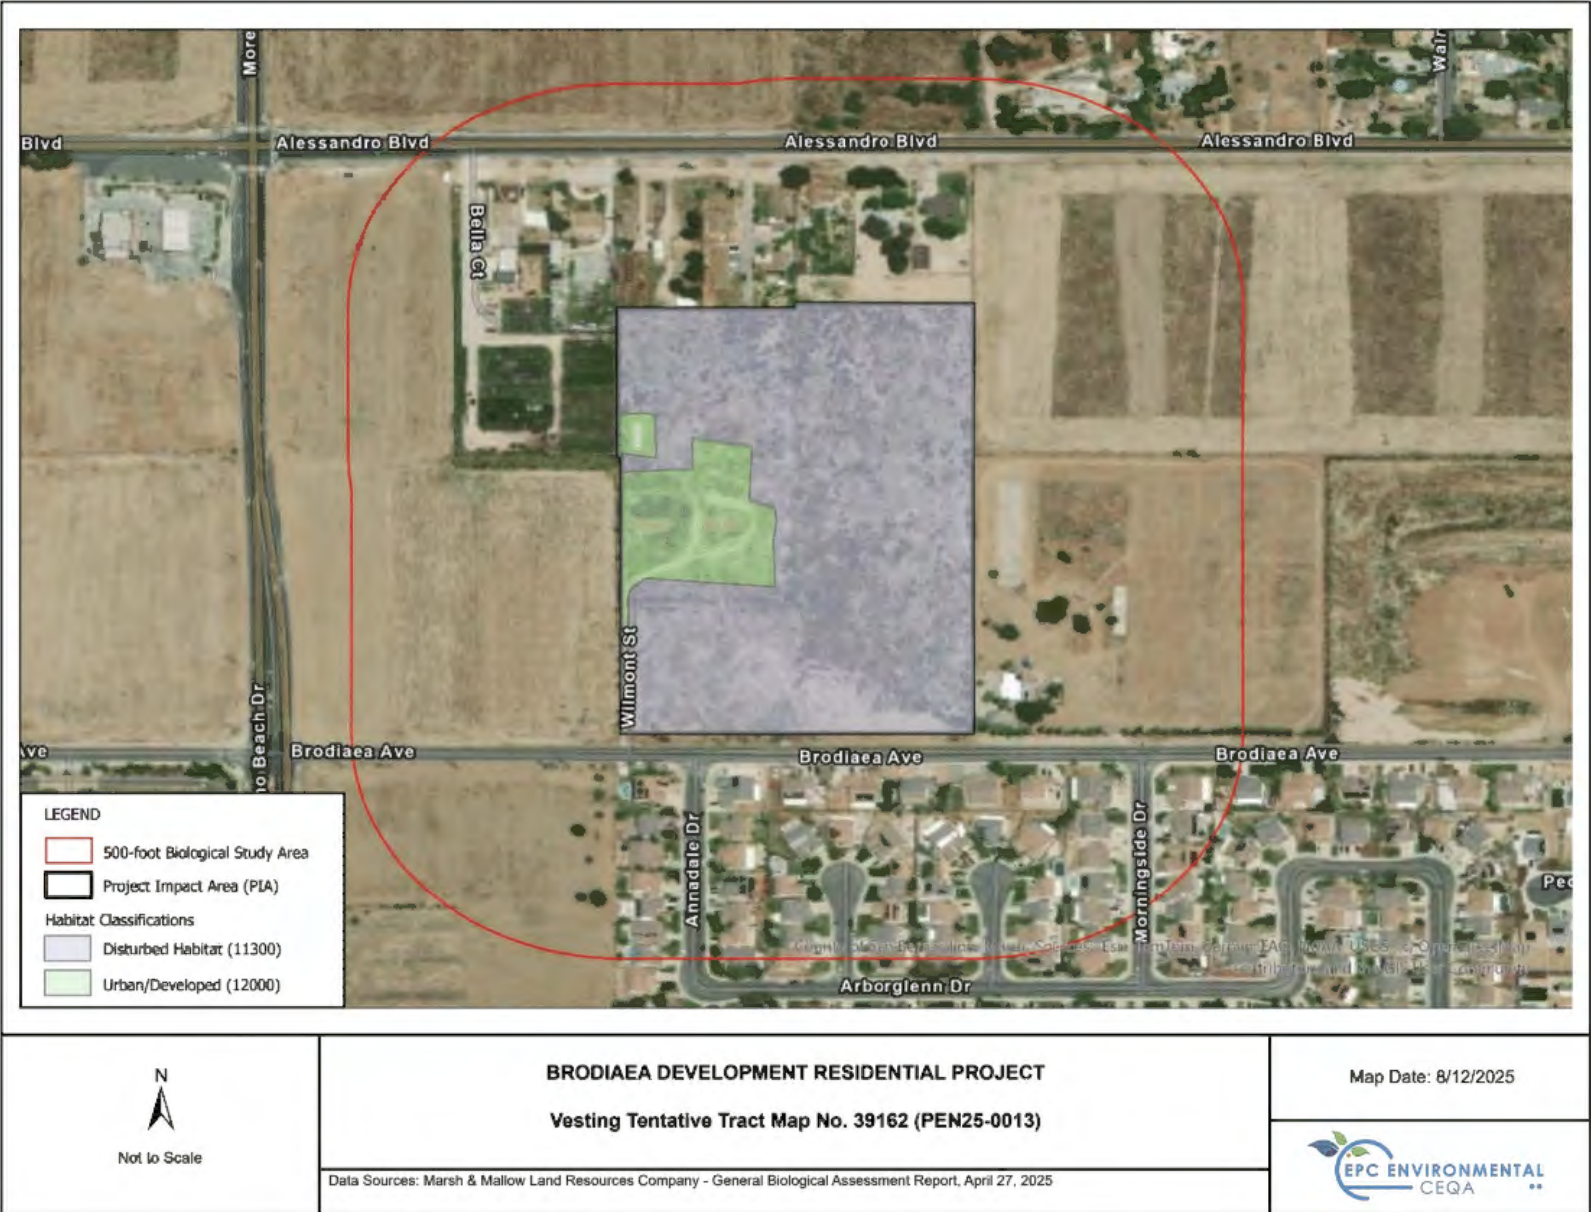 More
Wair
Blvd
Alessandro Blvd
Alessandro Blvd
Alessandro Blvd
Bella Ct
Wilmont St
no Beach Dr
Ave
Brodiaea Ave
Brodiaea Ave
Brodiaea Ave
Annadale Dr
Morningside Dr
Arborglenn Dr
LEGEND
500-foot Biological Study Area
Project Impact Area (PIA)
Habitat Classifications
Disturbed Habitat (11300)
Urban/Developed (12000)
N
Not to Scale
BRODIAEA DEVELOPMENT RESIDENTIAL PROJECT
Vesting Tentative Tract Map No. 39162 (PEN25-0013)
Data Sources: Marsh & Mallow Land Resources Company - General Biological Assessment Report, April 27, 2025
Map Date: 8/12/2025
EPC ENVIRONMENTAL
CEQA